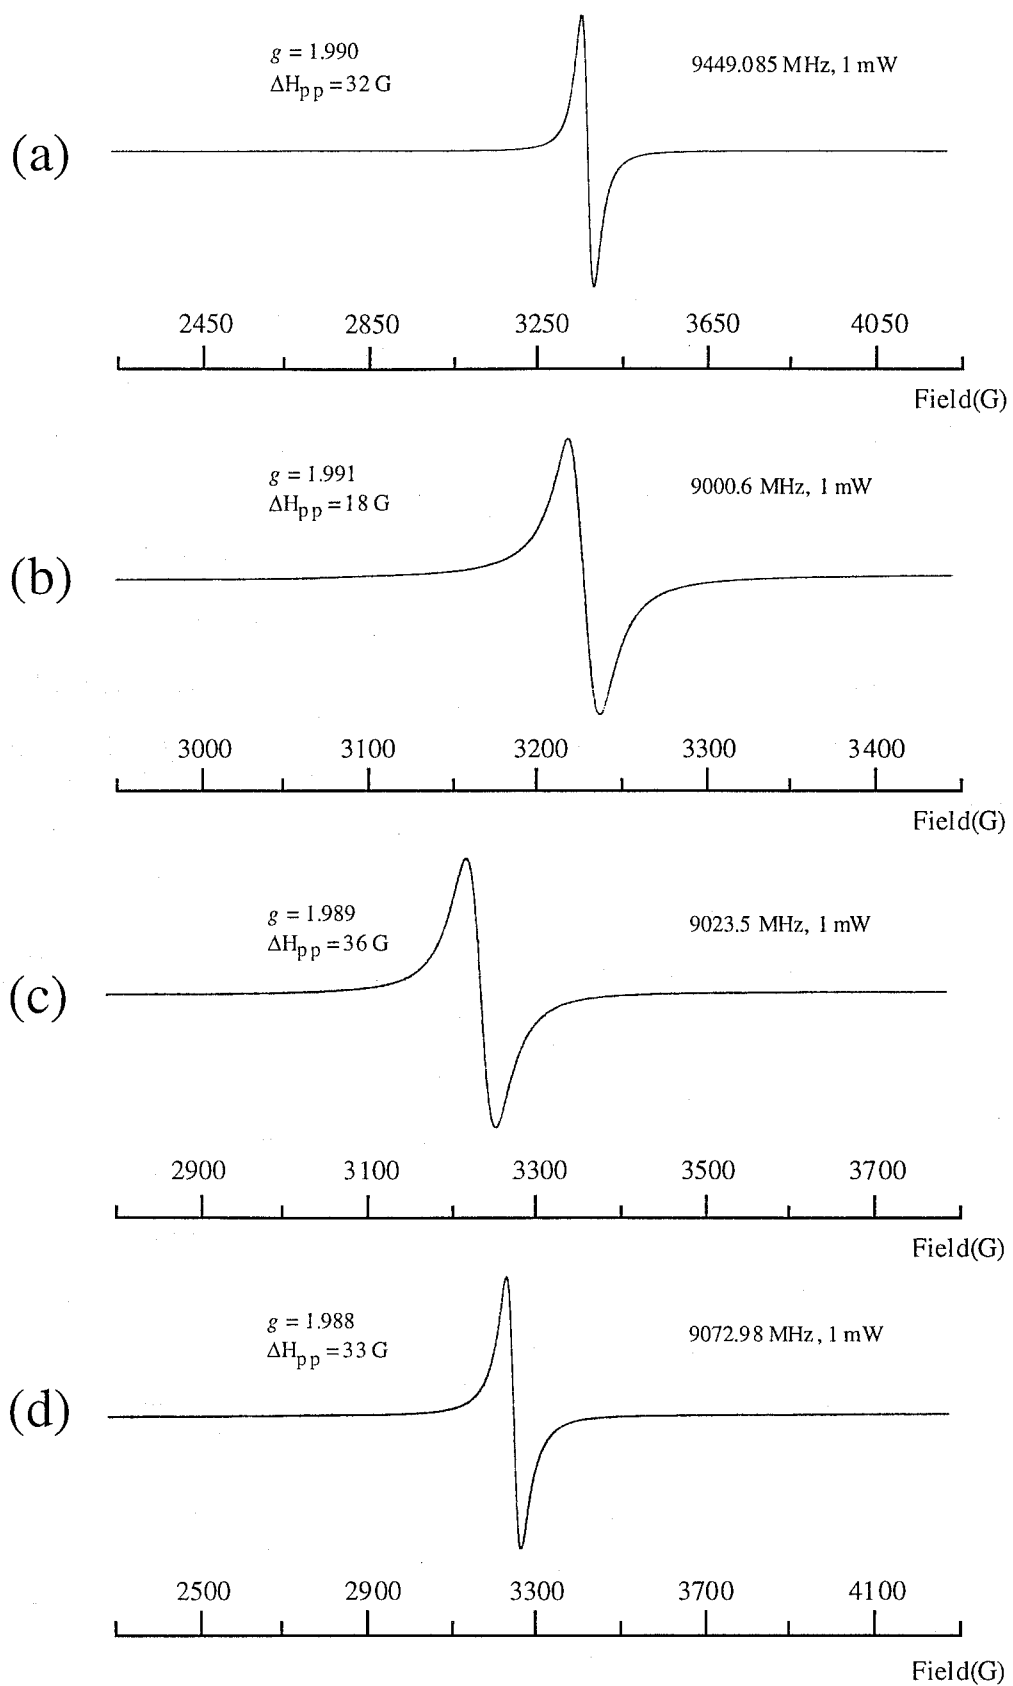 g = 1.990
ΔHpp = 32 G
9449.085 MHz, 1 mW
(a)
2450 2850 3250 3650 4050
Field(G)
g = 1.991
ΔHpp = 18 G
9000.6 MHz, 1 mW
(b)
3000 3100 3200 3300 3400
Field(G)
g = 1.989
ΔHpp = 36 G
9023.5 MHz, 1 mW
(c)
2900 3100 3300 3500 3700
Field(G)
g = 1.988
ΔHpp = 33 G
9072.98 MHz, 1 mW
(d)
2500 2900 3300 3700 4100
Field(G)